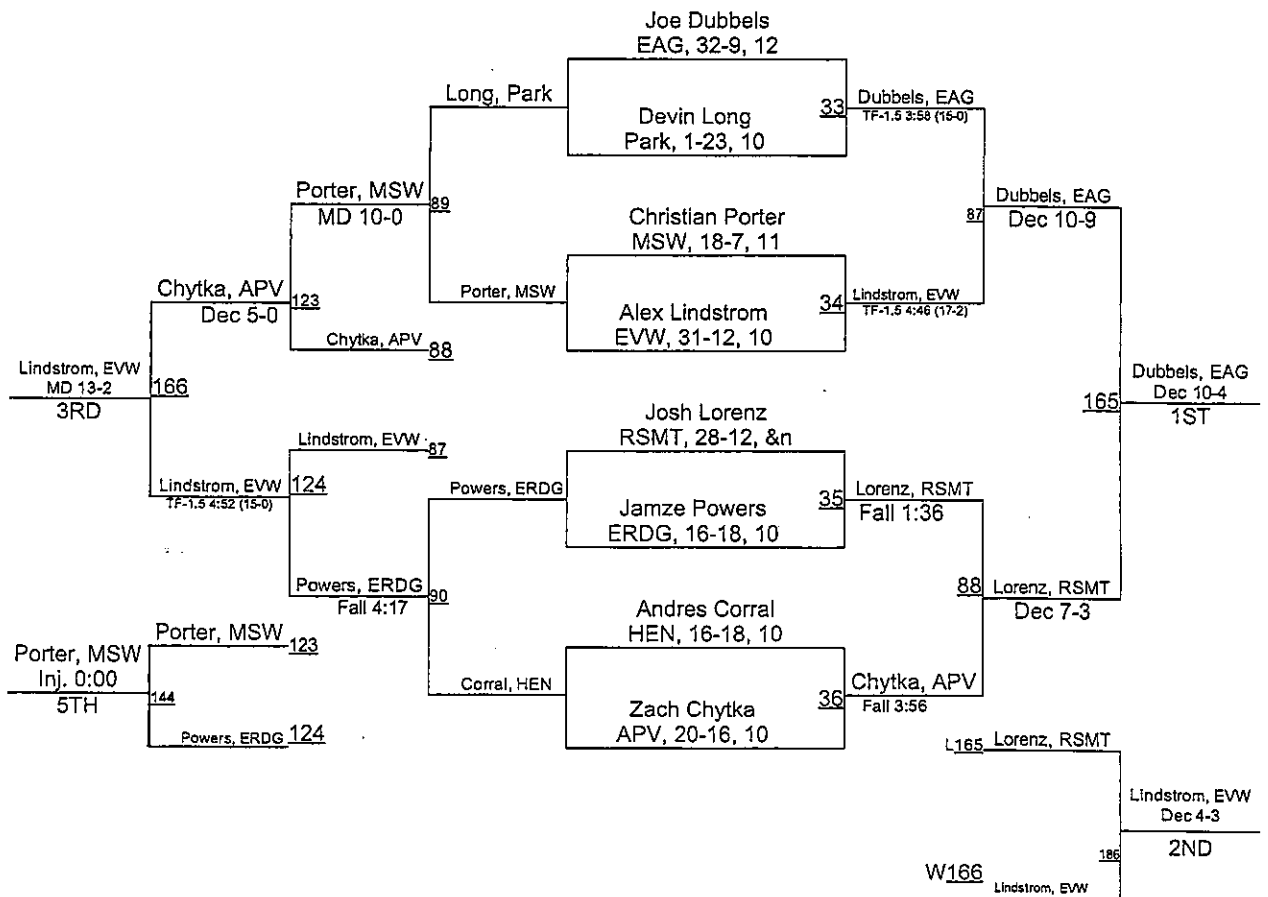 Joe Dubbels
EAG, 32-9, 12
Long, Park
Devin Long
Park, 1-23, 10
33
Dubbels, EAG
TF-1.5 3:58 (15-0)
Porter, MSW
MD 10-0
89
Christian Porter
MSW, 18-7, 11
87
Dubbels, EAG
Dec 10-9
Chytka, APV
Dec 5-0
123
Porter, MSW
Alex Lindstrom
EVW, 31-12, 10
34
Lindstrom, EVW
TF-1.5 4:46 (17-2)
Chytka, APV
88
Lindstrom, EVW
MD 13-2
3RD
166
Dubbels, EAG
Dec 10-4
1ST
165
Josh Lorenz
RSMT, 28-12, &n
Lindstrom, EVW
87
Lindstrom, EVW
TF-1.5 4:52 (15-0)
124
Powers, ERDG
Jamze Powers
ERDG, 16-18, 10
35
Lorenz, RSMT
Fall 1:36
Powers, ERDG
Fall 4:17
90
88
Lorenz, RSMT
Dec 7-3
Andres Corral
HEN, 16-18, 10
Porter, MSW
123
Porter, MSW
Inj. 0:00
5TH
144
Corral, HEN
Zach Chytka
APV, 20-16, 10
36
Chytka, APV
Fall 3:56
Powers, ERDG
124
L165
Lorenz, RSMT
Lindstrom, EVW
Dec 4-3
2ND
186
W166
Lindstrom, EVW